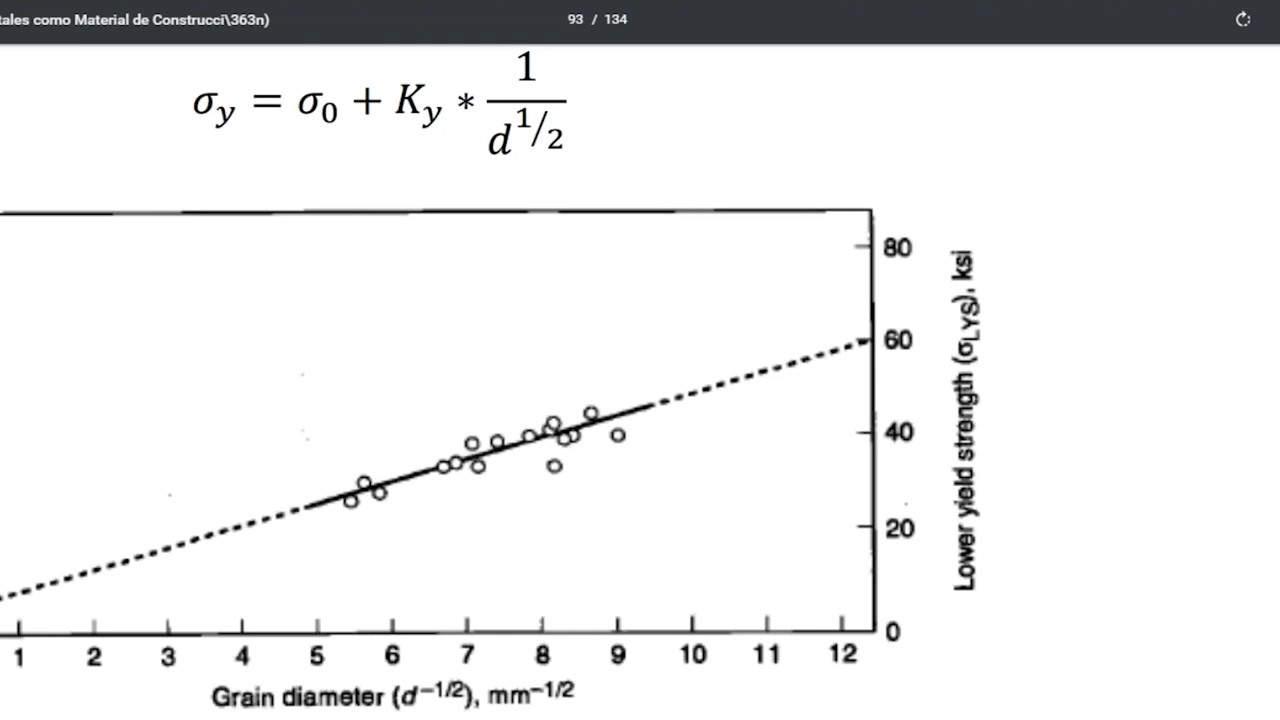 tales como Material de Construcci\363n)
93 / 134
σy = σ0 + Ky * 1/d^1/2
80
60
40
20
0
Lower yield strength (σLYS), ksi
1 2 3 4 5 6 7 8 9 10 11 12
Grain diameter (d−1/2), mm−1/2